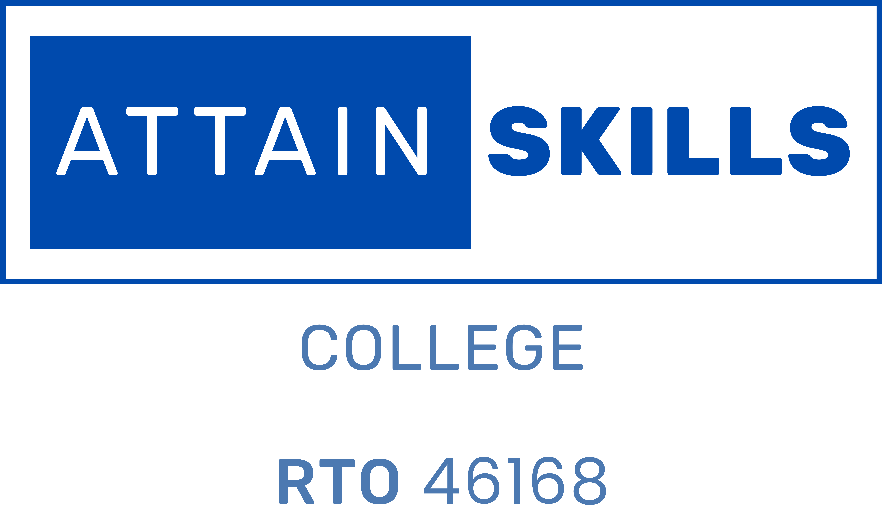 ATTAIN SKILLS
COLLEGE
RTO 46168